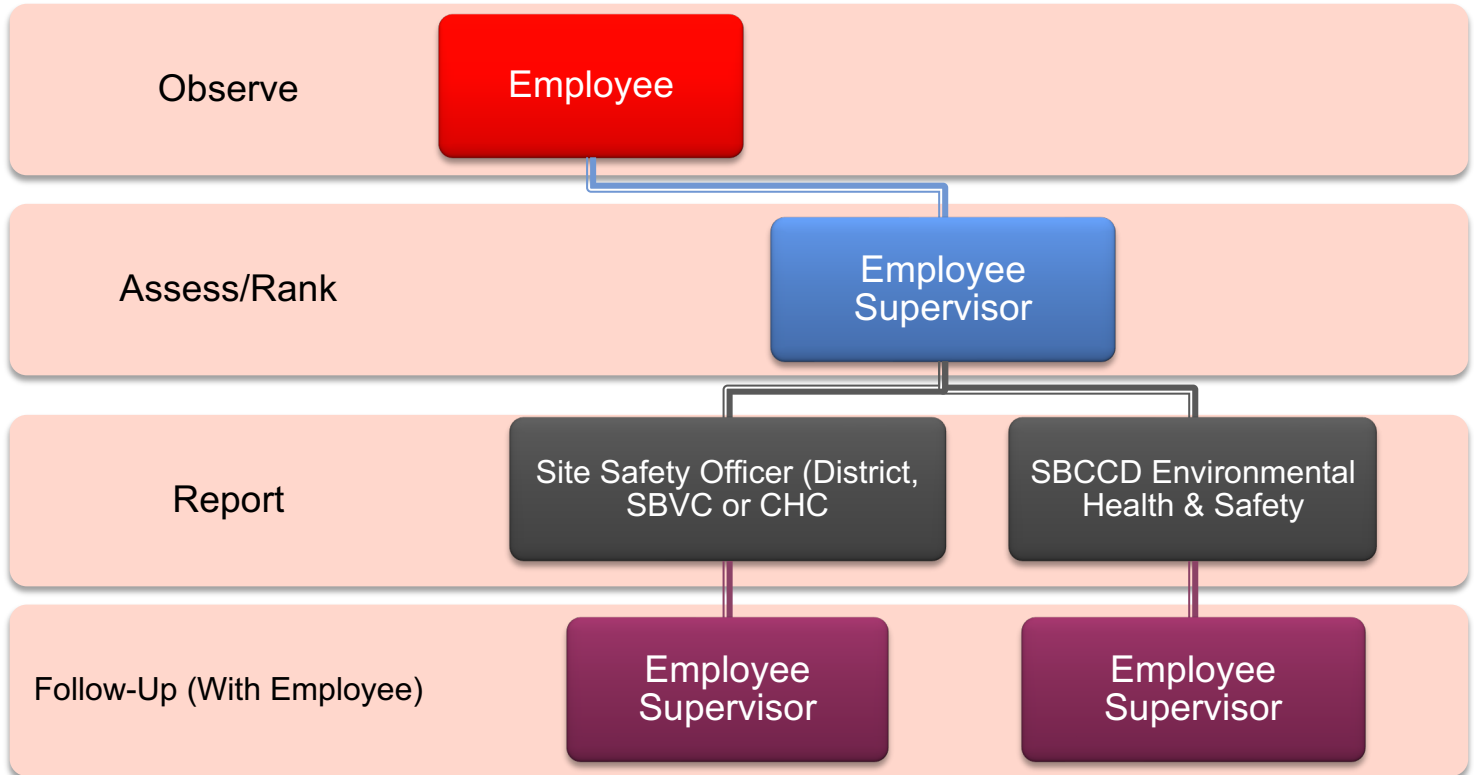 Observe
Employee
Assess/Rank
Employee
Supervisor
Report
Site Safety Officer (District,
SBVC or CHC
SBCCD Environmental
Health & Safety
Follow-Up (With Employee)
Employee
Supervisor
Employee
Supervisor